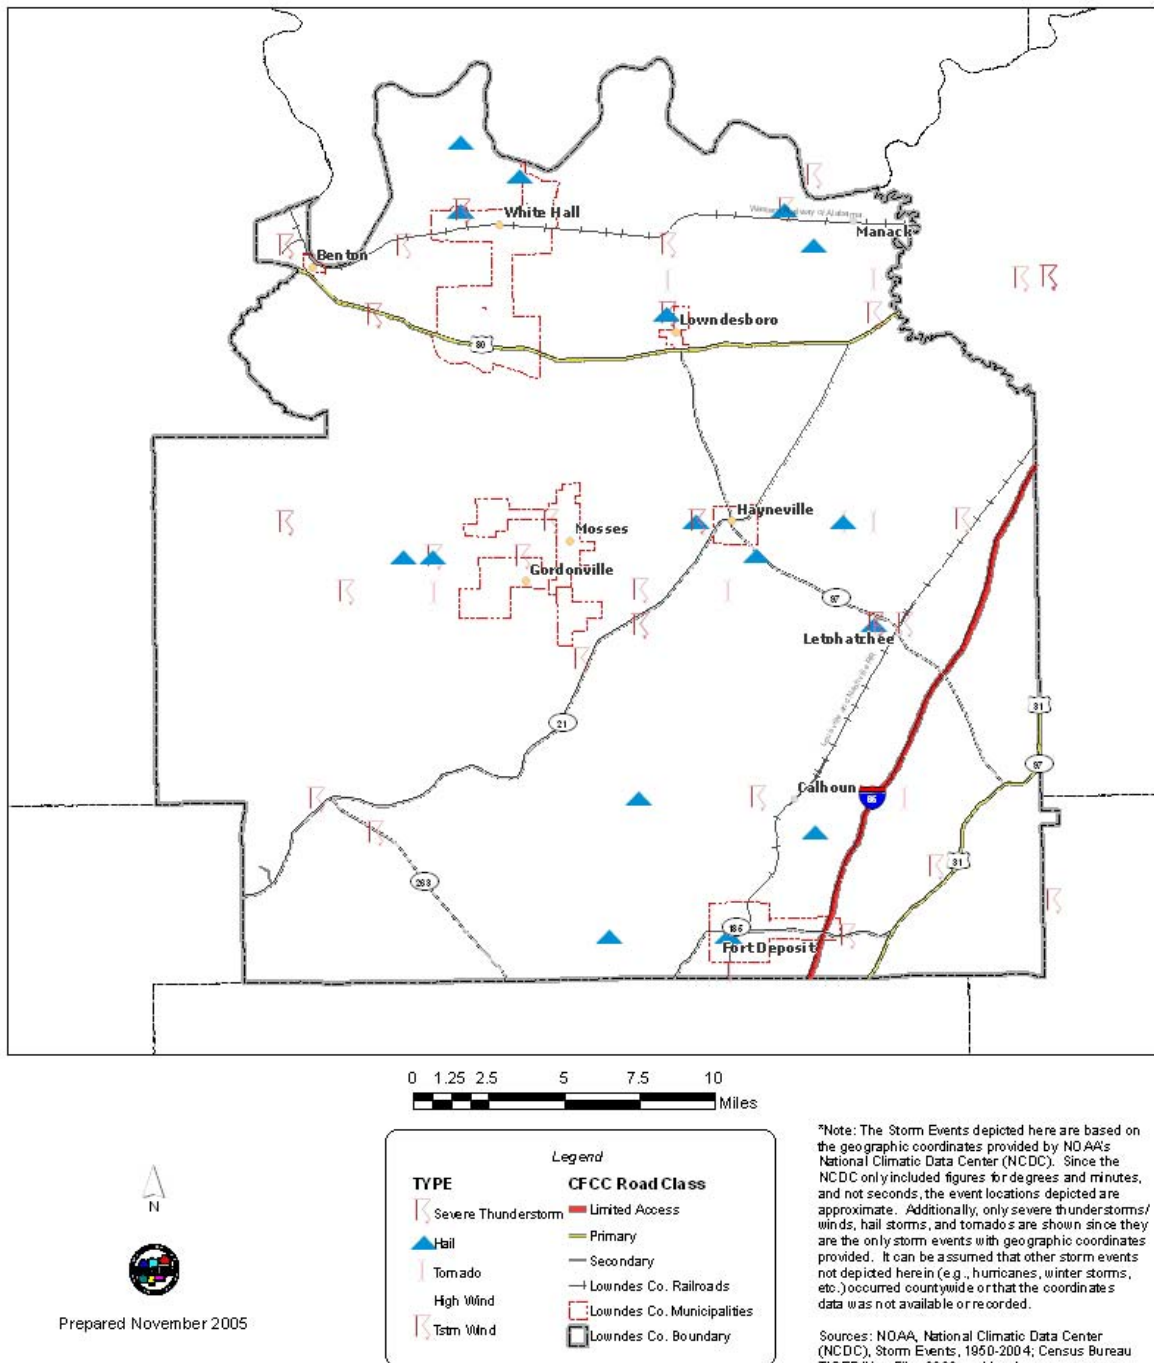 White Hall
Western Railway of Alabama
Manack
Benton
Lowndesboro
80
Hayneville
Mosses
Gordonville
97
Letohatchee
Louisville and Nashville RR
31
21
97
Calhoun
65
31
263
185
Fort Deposit
0 1.25 2.5 5 7.5 10
Miles
N
Prepared November 2005
Legend
TYPE
Severe Thunderstorm
Hail
Tornado
High Wind
Tstm Wind
CFCC Road Class
Limited Access
Primary
Secondary
Lowndes Co. Railroads
Lowndes Co. Municipalities
Lowndes Co. Boundary
*Note: The Storm Events depicted here are based on
the geographic coordinates provided by NOAA's
National Climatic Data Center (NCDC). Since the
NCDC only included figures for degrees and minutes,
and not seconds, the event locations depicted are
approximate. Additionally, only severe thunderstorms/
winds, hail storms, and tornados are shown since they
are the only storm events with geographic coordinates
provided. It can be assumed that other storm events
not depicted herein (e.g., hurricanes, winter storms,
etc.) occurred countywide or that the coordinates
data was not available or recorded.
Sources: NOAA, National Climatic Data Center
(NCDC), Storm Events, 1950-2004; Census Bureau